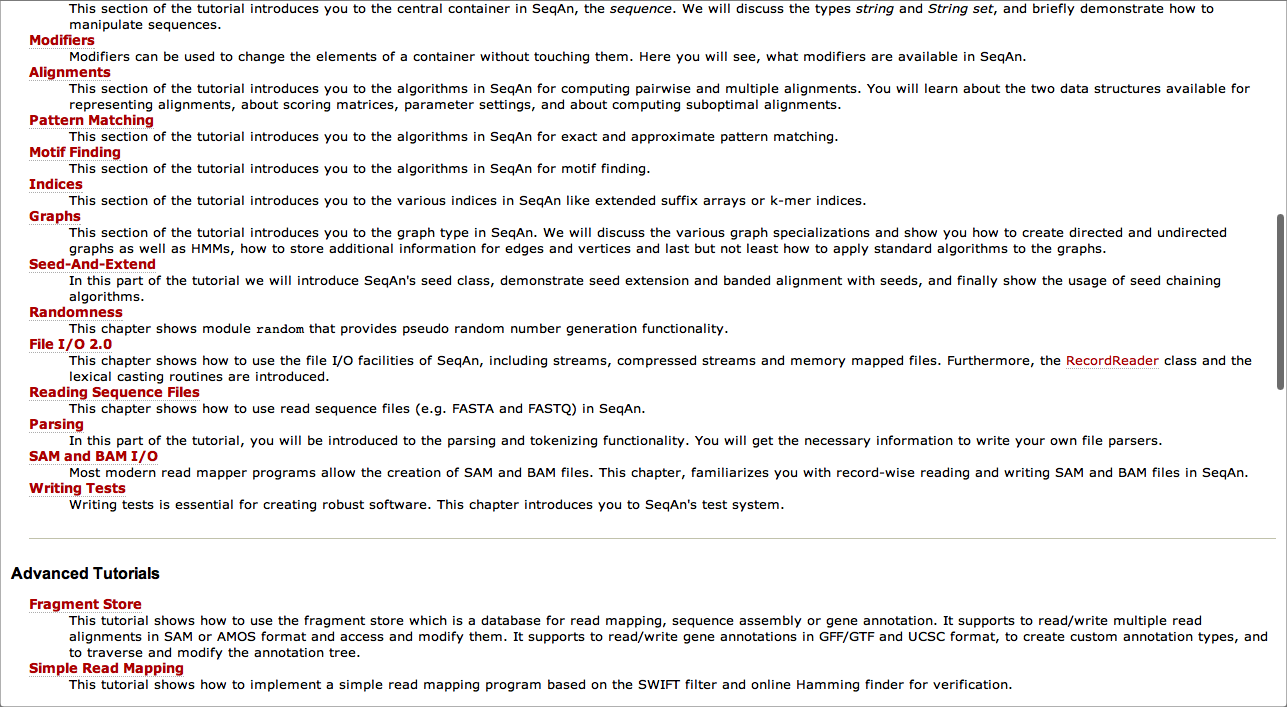 This section of the tutorial introduces you to the central container in SeqAn, the sequence. We will discuss the types string and String set, and briefly demonstrate how to
manipulate sequences.
Modifiers
Modifiers can be used to change the elements of a container without touching them. Here you will see, what modifiers are available in SeqAn.
Alignments
This section of the tutorial introduces you to the algorithms in SeqAn for computing pairwise and multiple alignments. You will learn about the two data structures available for
representing alignments, about scoring matrices, parameter settings, and about computing suboptimal alignments.
Pattern Matching
This section of the tutorial introduces you to the algorithms in SeqAn for exact and approximate pattern matching.
Motif Finding
This section of the tutorial introduces you to the algorithms in SeqAn for motif finding.
Indices
This section of the tutorial introduces you to the various indices in SeqAn like extended suffix arrays or k-mer indices.
Graphs
This section of the tutorial introduces you to the graph type in SeqAn. We will discuss the various graph specializations and show you how to create directed and undirected
graphs as well as HMMs, how to store additional information for edges and vertices and last but not least how to apply standard algorithms to the graphs.
Seed-And-Extend
In this part of the tutorial we will introduce SeqAn's seed class, demonstrate seed extension and banded alignment with seeds, and finally show the usage of seed chaining
algorithms.
Randomness
This chapter shows module random that provides pseudo random number generation functionality.
File I/O 2.0
This chapter shows how to use the file I/O facilities of SeqAn, including streams, compressed streams and memory mapped files. Furthermore, the RecordReader class and the
lexical casting routines are introduced.
Reading Sequence Files
This chapter shows how to use read sequence files (e.g. FASTA and FASTQ) in SeqAn.
Parsing
In this part of the tutorial, you will be introduced to the parsing and tokenizing functionality. You will get the necessary information to write your own file parsers.
SAM and BAM I/O
Most modern read mapper programs allow the creation of SAM and BAM files. This chapter, familiarizes you with record-wise reading and writing SAM and BAM files in SeqAn.
Writing Tests
Writing tests is essential for creating robust software. This chapter introduces you to SeqAn's test system.
Advanced Tutorials
Fragment Store
This tutorial shows how to use the fragment store which is a database for read mapping, sequence assembly or gene annotation. It supports to read/write multiple read
alignments in SAM or AMOS format and access and modify them. It supports to read/write gene annotations in GFF/GTF and UCSC format, to create custom annotation types, and
to traverse and modify the annotation tree.
Simple Read Mapping
This tutorial shows how to implement a simple read mapping program based on the SWIFT filter and online Hamming finder for verification.